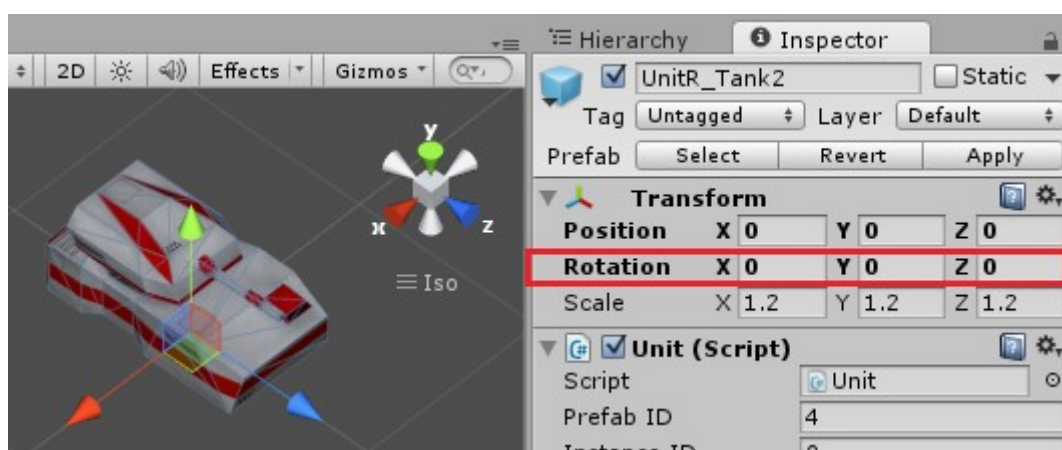 Hierarchy Inspector
2D Effects Gizmos
UnitR_Tank2 Static
Tag Untagged Layer Default
Prefab Select Revert Apply
y
x z
Iso
Transform
Position X 0 Y 0 Z 0
Rotation X 0 Y 0 Z 0
Scale X 1.2 Y 1.2 Z 1.2
Unit (Script)
Script Unit
Prefab ID 4